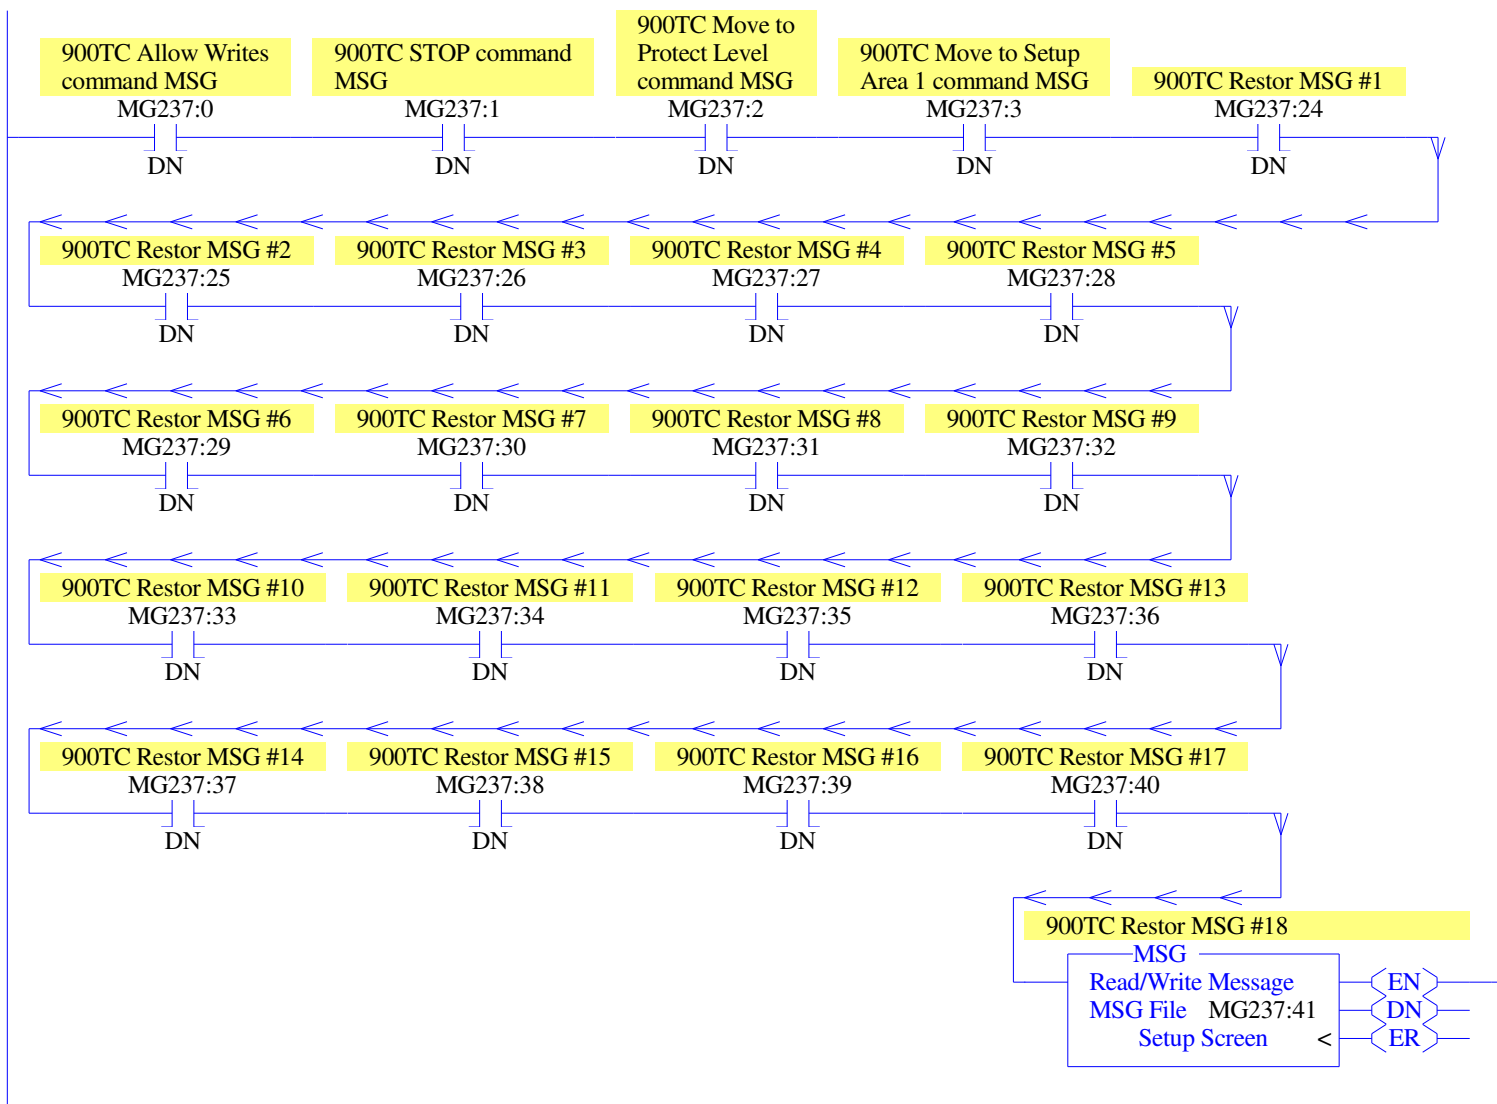 900TC Allow Writes
command MSG
MG237:0
DN
900TC STOP command
MSG
MG237:1
DN
900TC Move to
Protect Level
command MSG
MG237:2
DN
900TC Move to Setup
Area 1 command MSG
MG237:3
DN
900TC Restor MSG #1
MG237:24
DN
900TC Restor MSG #2
MG237:25
DN
900TC Restor MSG #3
MG237:26
DN
900TC Restor MSG #4
MG237:27
DN
900TC Restor MSG #5
MG237:28
DN
900TC Restor MSG #6
MG237:29
DN
900TC Restor MSG #7
MG237:30
DN
900TC Restor MSG #8
MG237:31
DN
900TC Restor MSG #9
MG237:32
DN
900TC Restor MSG #10
MG237:33
DN
900TC Restor MSG #11
MG237:34
DN
900TC Restor MSG #12
MG237:35
DN
900TC Restor MSG #13
MG237:36
DN
900TC Restor MSG #14
MG237:37
DN
900TC Restor MSG #15
MG237:38
DN
900TC Restor MSG #16
MG237:39
DN
900TC Restor MSG #17
MG237:40
DN
900TC Restor MSG #18
MSG
Read/Write Message
MSG File MG237:41
Setup Screen <
EN
DN
ER